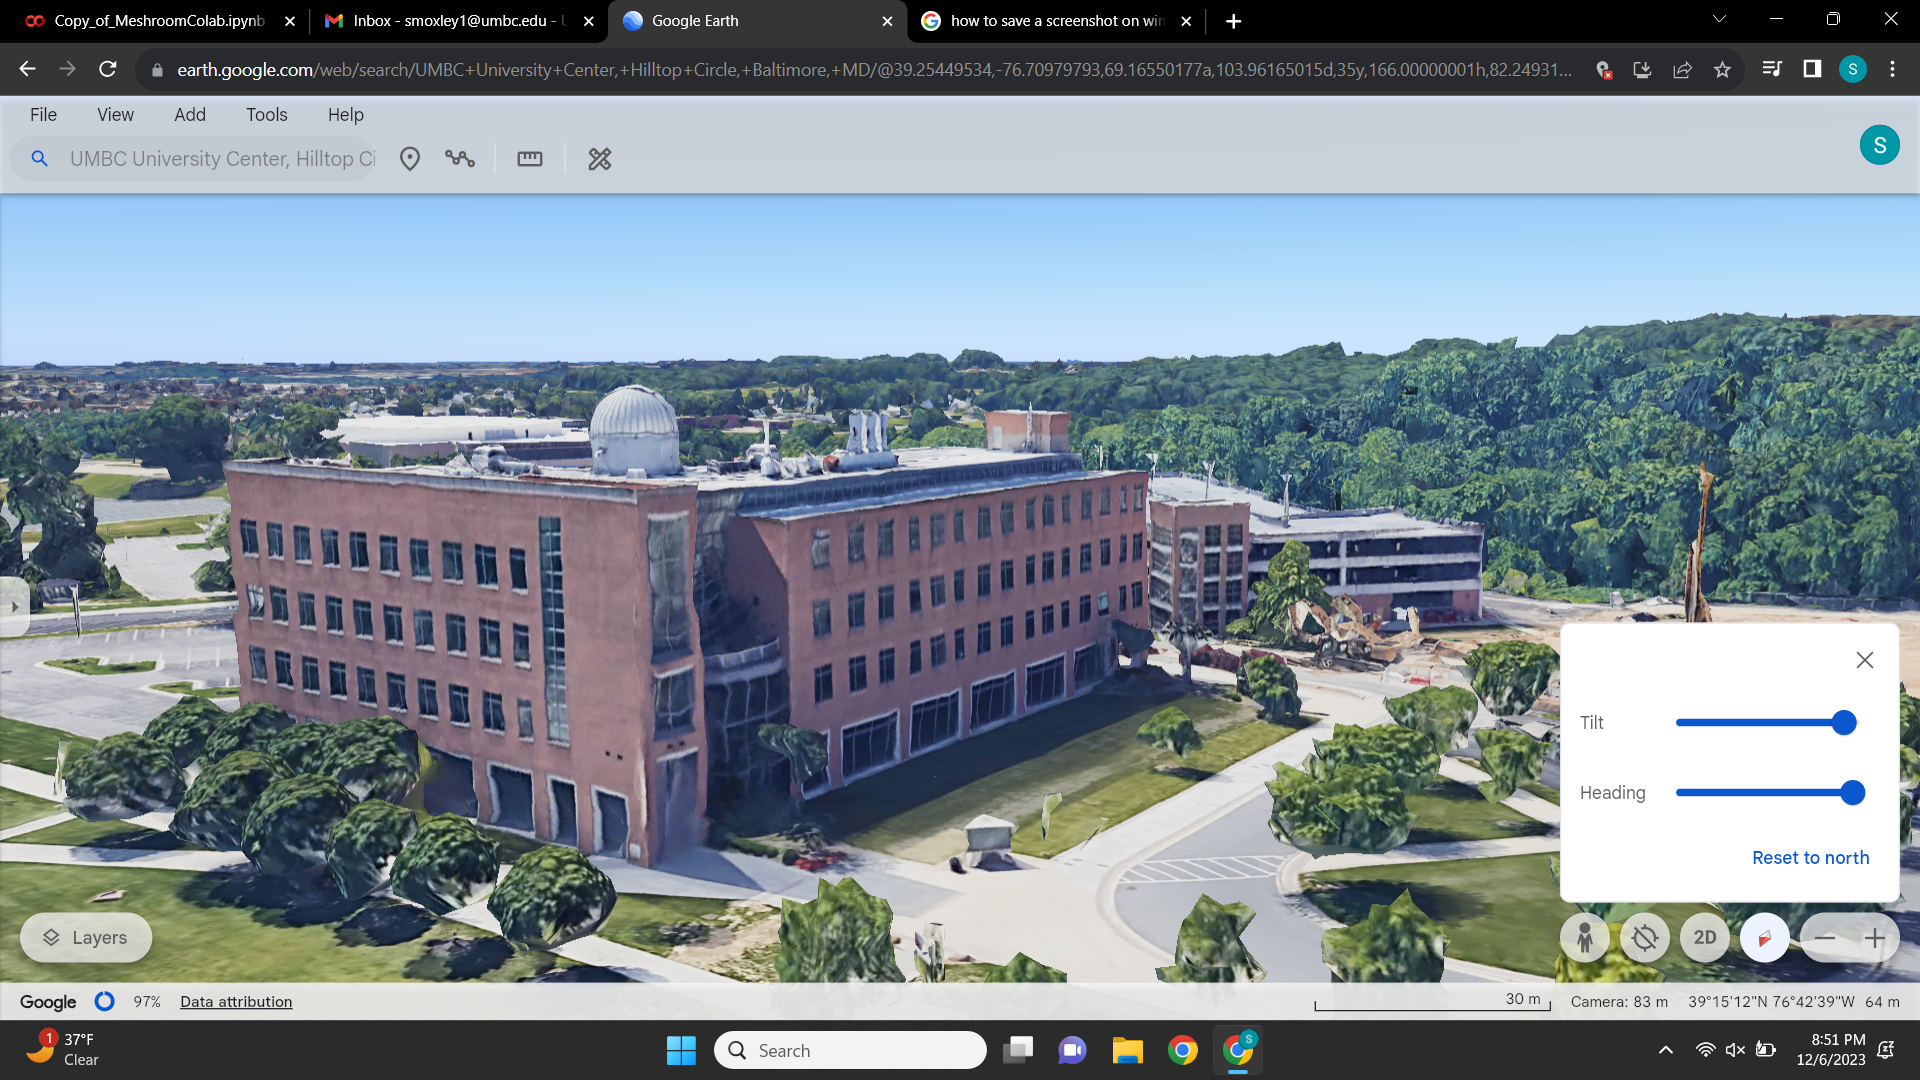 Copy_of_MeshroomColab.ipynb
Inbox - smoxley1@umbc.edu - U
Google Earth
how to save a screenshot on win
earth.google.com/web/search/UMBC+University+Center,+Hilltop+Circle,+Baltimore,+MD/@39.25449534,-76.70979793,69.16550177a,103.96165015d,35y,166.00000001h,82.24931...
S
File View Add Tools Help
UMBC University Center, Hilltop Ci
S
Tilt
Heading
Reset to north
Layers
2D
Google 97% Data attribution
30 m
Camera: 83 m 39°15'12"N 76°42'39"W 64 m
1
37°F
Clear
Search
S
8:51 PM
12/6/2023